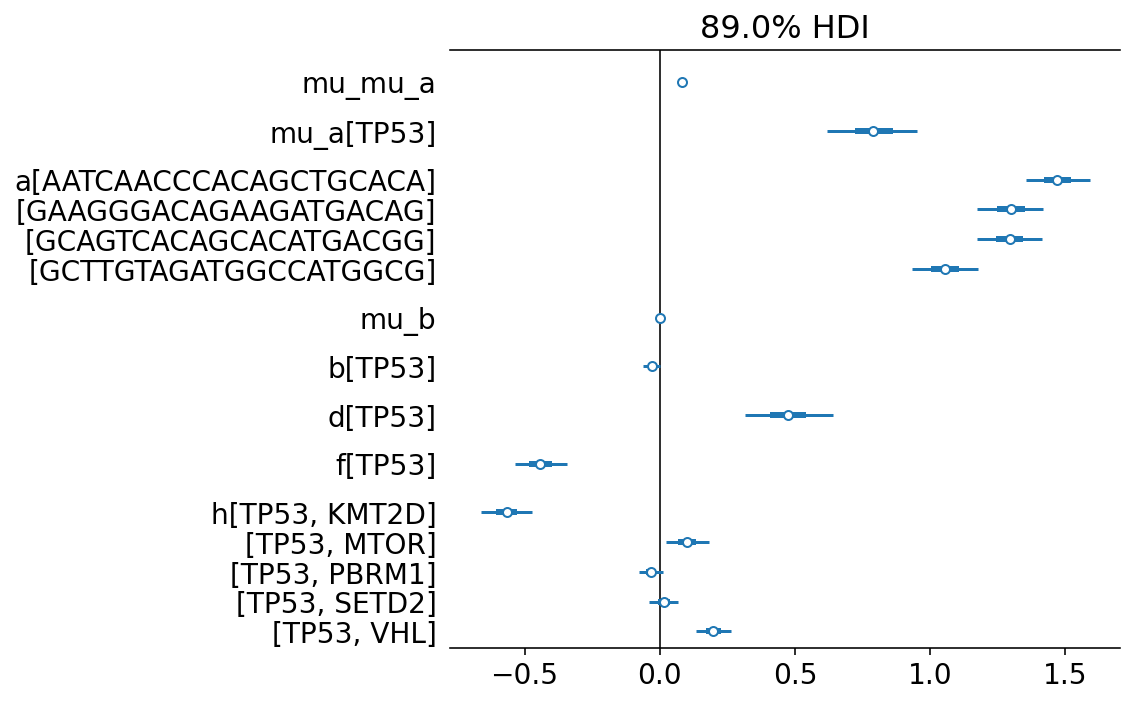 89.0% HDI
mu_mu_a
mu_a[TP53]
a[AATCAACCCACAGCTGCACA]
[GAAGGGACAGAAGATGACAG]
[GCAGTCACAGCACATGACGG]
[GCTTGTAGATGGCCATGGCG]
mu_b
b[TP53]
d[TP53]
f[TP53]
h[TP53, KMT2D]
[TP53, MTOR]
[TP53, PBRM1]
[TP53, SETD2]
[TP53, VHL]
−0.5 0.0 0.5 1.0 1.5